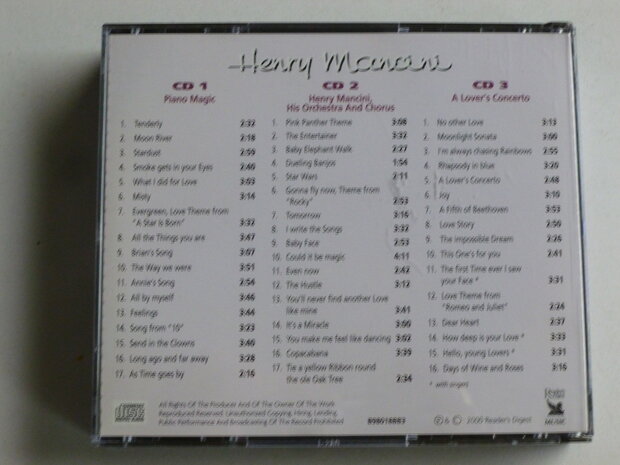 Henry Mancini
CD 1
Piano Magic
1. Tenderly 2:32
2. Moon River 2:18
3. Stardust 2:59
4. Smoke gets in your Eyes 2:40
5. What I did for Love 3:03
6. Misty 3:14
7. Evergreen, Love Theme from
"A Star is Born" 3:32
8. All the Things you are 3:47
9. Brian's Song 3:07
10. The Way we were 3:51
11. Annie's Song 2:54
12. All by myself 3:46
13. Feelings 3:44
14. Song from "10" 3:23
15. Send in the Clowns 3:40
16. Long ago and far away 3:28
17. As Time goes by 2:16
CD 2
Henry Mancini,
His Orchestra And Chorus
1. Pink Panther Theme 3:08
2. The Entertainer 3:32
3. Baby Elephant Walk 2:27
4. Dueling Banjos 1:54
5. Star Wars 2:11
6. Gonna fly now, Theme from
"Rocky" 2:53
7. Tomorrow 3:16
8. I write the Songs 3:32
9. Baby Face 2:53
10. Could it be magic 4:11
11. Even now 2:42
12. The Hustle 3:12
13. You'll never find another Love
like mine 3:41
14. It's a Miracle 3:00
15. You make me feel like dancing 3:02
16. Copacabana 3:39
17. Tie a yellow Ribbon round
the ole Oak Tree 2:34
CD 3
A Lover's Concerto
1. No other Love 3:13
2. Moonlight Sonata 3:00
3. I'm always chasing Rainbows 2:55
4. Rhapsody in blue 3:20
5. A Lover's Concerto 2:48
6. Joy 3:10
7. A Fifth of Beethoven 3:03
8. Love Story 2:50
9. The impossible Dream 2:26
10. This One's for you 2:41
11. The first Time ever I saw
your Face * 3:31
12. Love Theme from
"Romeo and Juliet" 2:24
13. Dear Heart 2:37
14. How deep is your Love * 3:33
15. Hello, young Lovers * 3:31
16. Days of Wine and Roses 3:16
* with singers
COMPACT
disc
DIGITAL AUDIO
All Rights Of The Producer And Of The Owner Of The Work
Reproduced Reserved. Unauthorised Copying, Hiring, Lending,
Public Performance And Broadcasting Of The Record Prohibited
898618883
℗ & © 2000 Reader's Digest
MUSIC